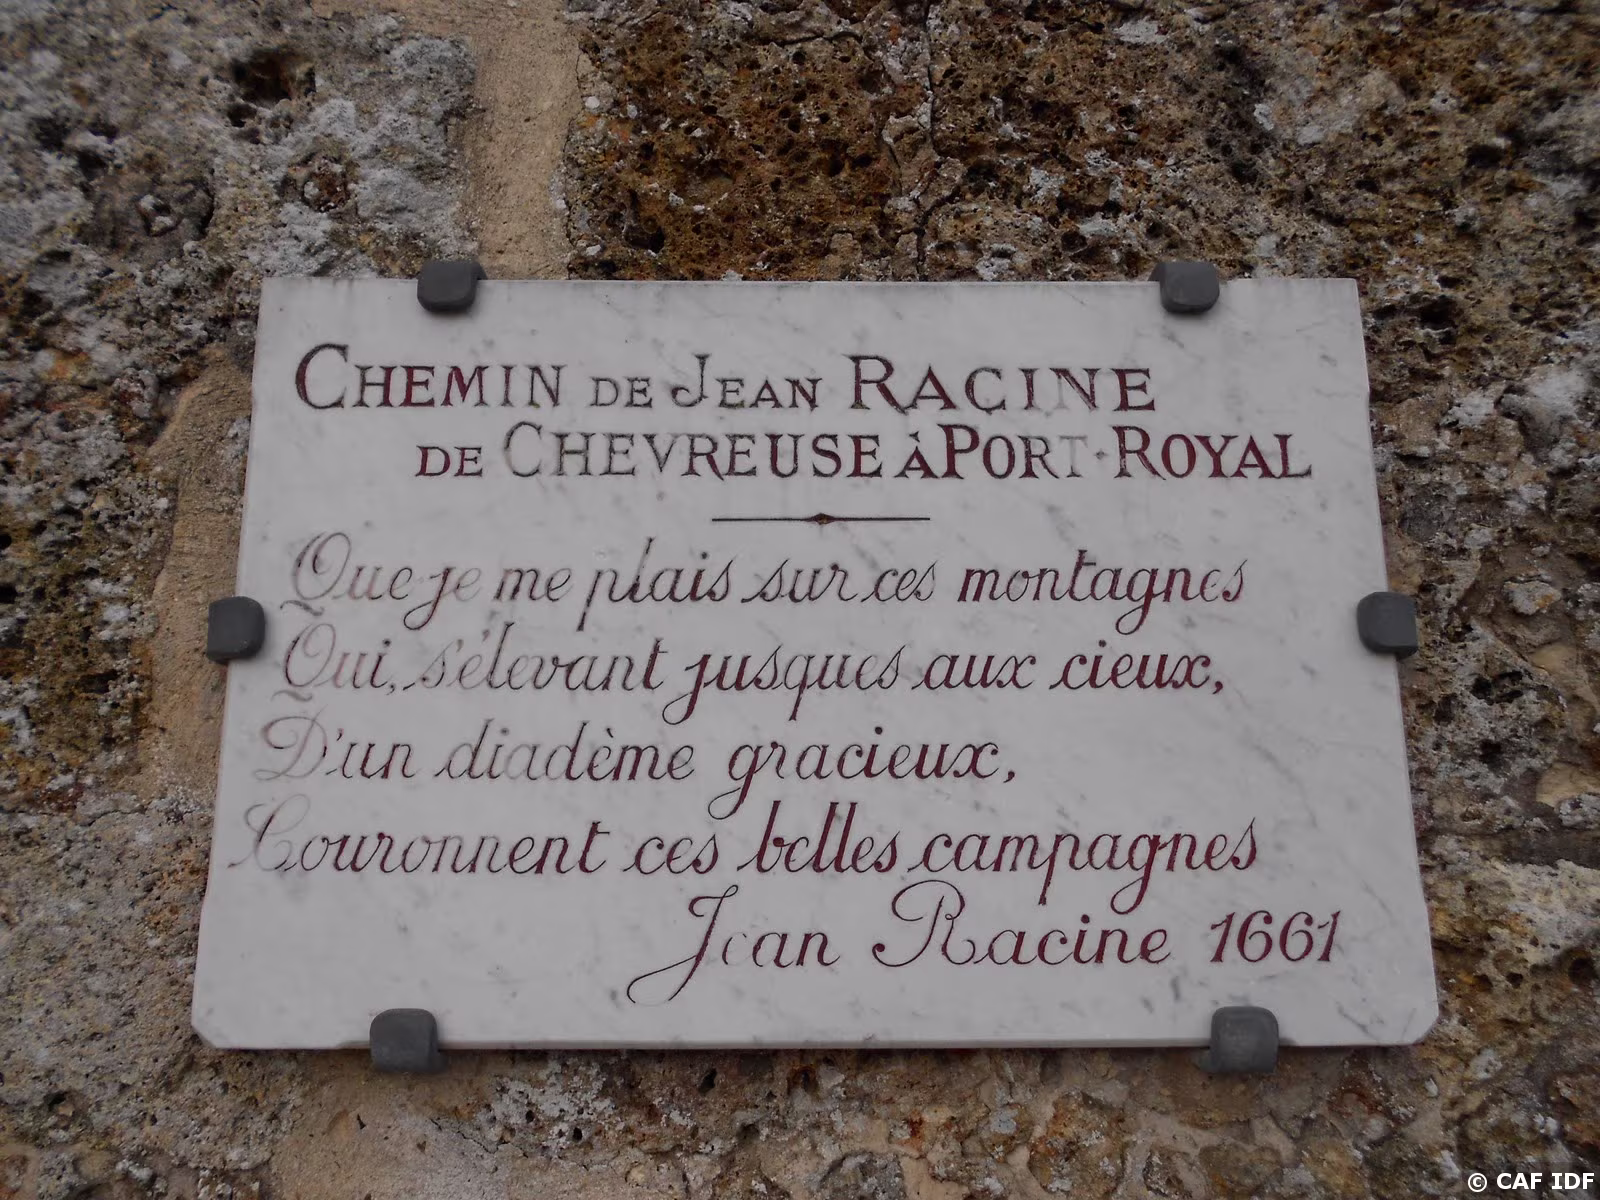 CHEMIN DE JEAN RACINE
DE CHEVREUSE À PORT-ROYAL
Que je me plais sur ces montagnes
Qui, s'élevant jusques aux cieux,
D'un diadème gracieux,
Couronnent ces belles campagnes
Jean Racine 1661
© CAF IDF